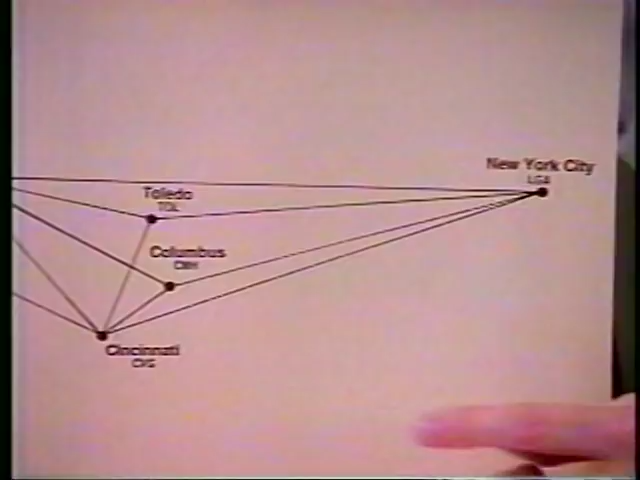 New York City
LGA
Toledo
TOL
Columbus
CMH
Cincinnati
CVG